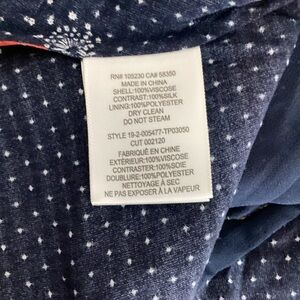 RN# 105230 CA# 58350
MADE IN CHINA
SHELL:100%VISCOSE
CONTRAST:100%SILK
LINING:100%POLYESTER
DRY CLEAN
DO NOT STEAM
STYLE 19-2-005477-TP03050
CUT 002120
FABRIQUÉ EN CHINE
EXTÉRIEUR:100%VISCOSE
CONTRASTER:100%SOIE
DOUBLURE:100%POLYESTER
NETTOYAGE À SEC
NE PAS EXPOSER À LA VAPEUR